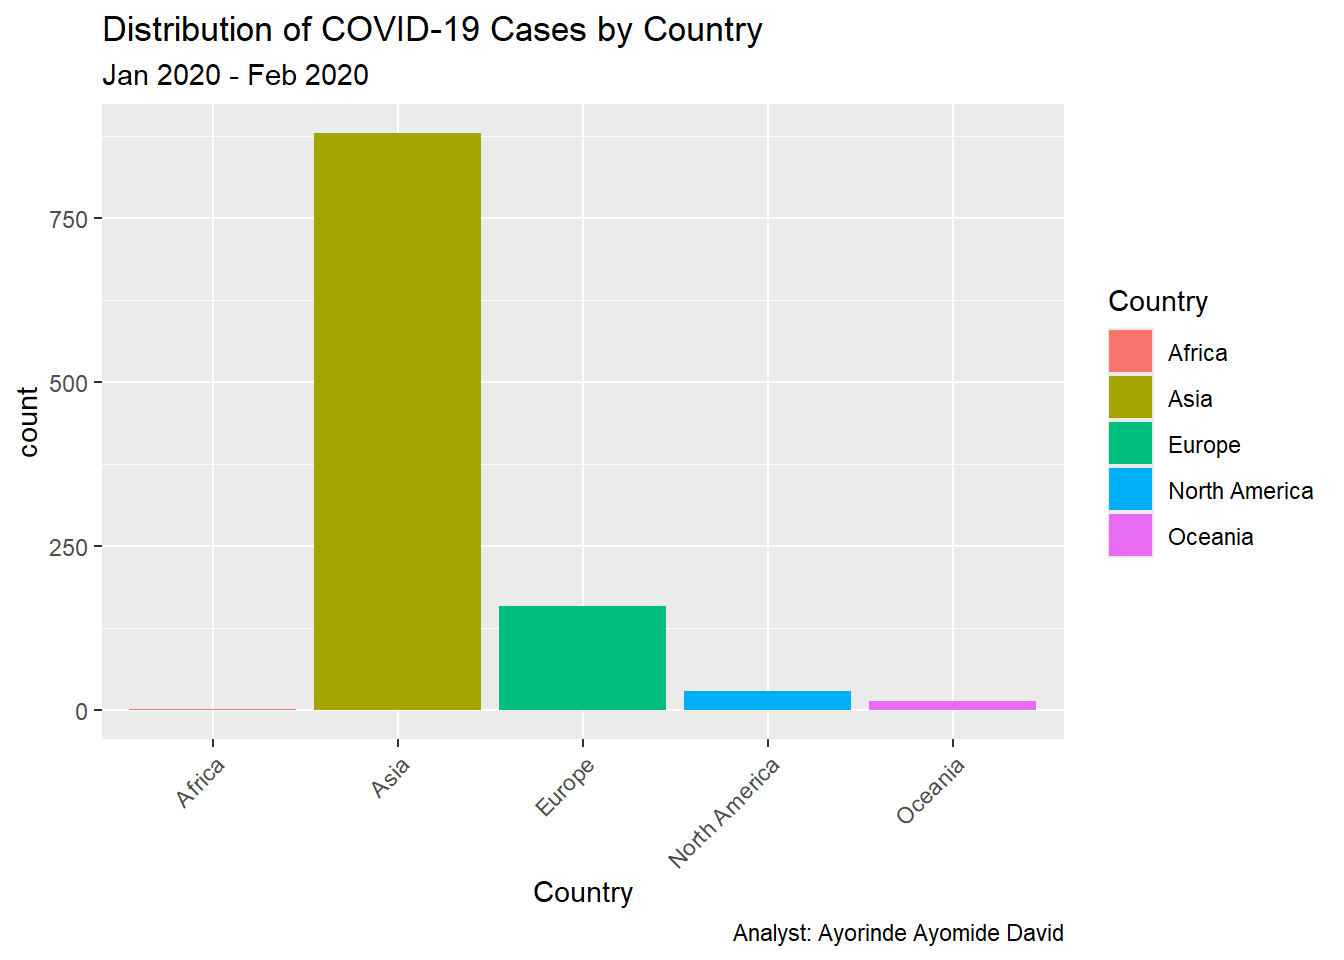 Distribution of COVID-19 Cases by Country
Jan 2020 - Feb 2020
count
750
500
250
0
Africa
Asia
Europe
North America
Oceania
Country
Country
Africa
Asia
Europe
North America
Oceania
Analyst: Ayorinde Ayomide David